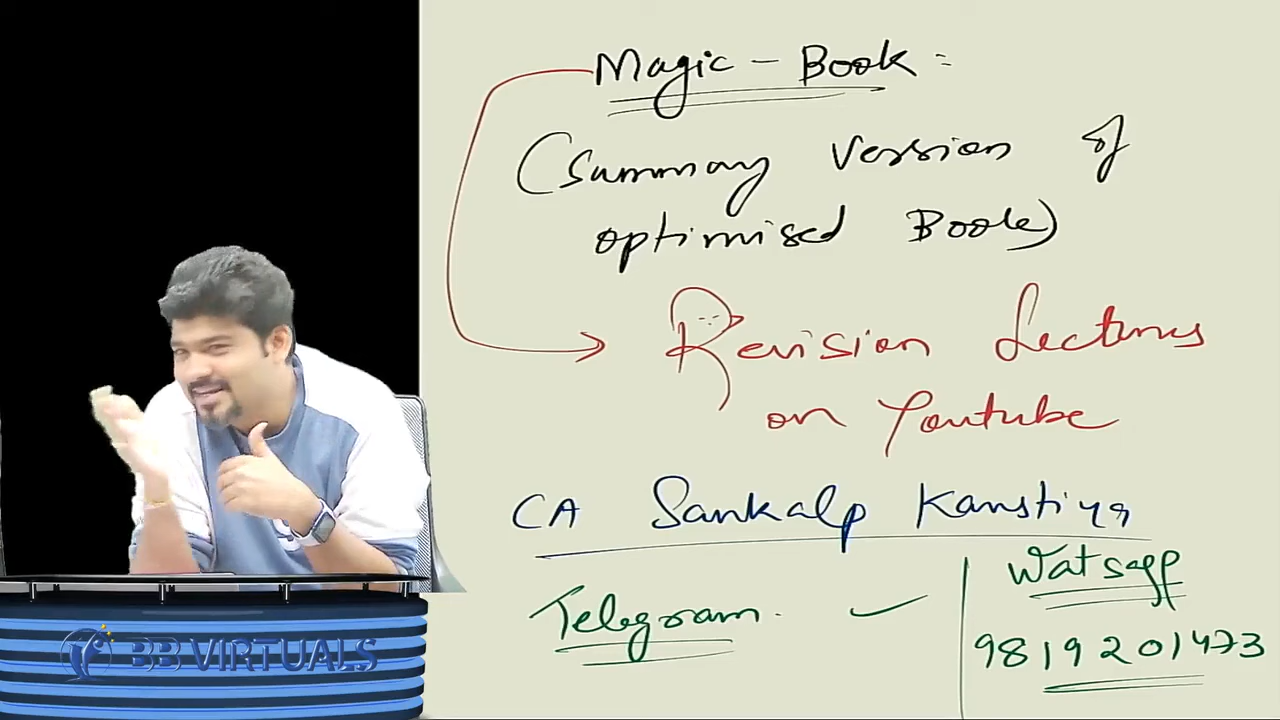 Magic - Book :
(Summary Version of
optimised Book)
Revision Lectures
on Youtube
CA Sankalp Kanstiya
Telegram.
Watsapp
9819201473
BB VIRTUALS